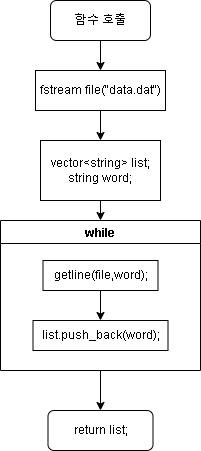 함수 호출
fstream file("data.dat")
vector<string> list;
string word;
while
getline(file,word);
list.push_back(word);
return list;